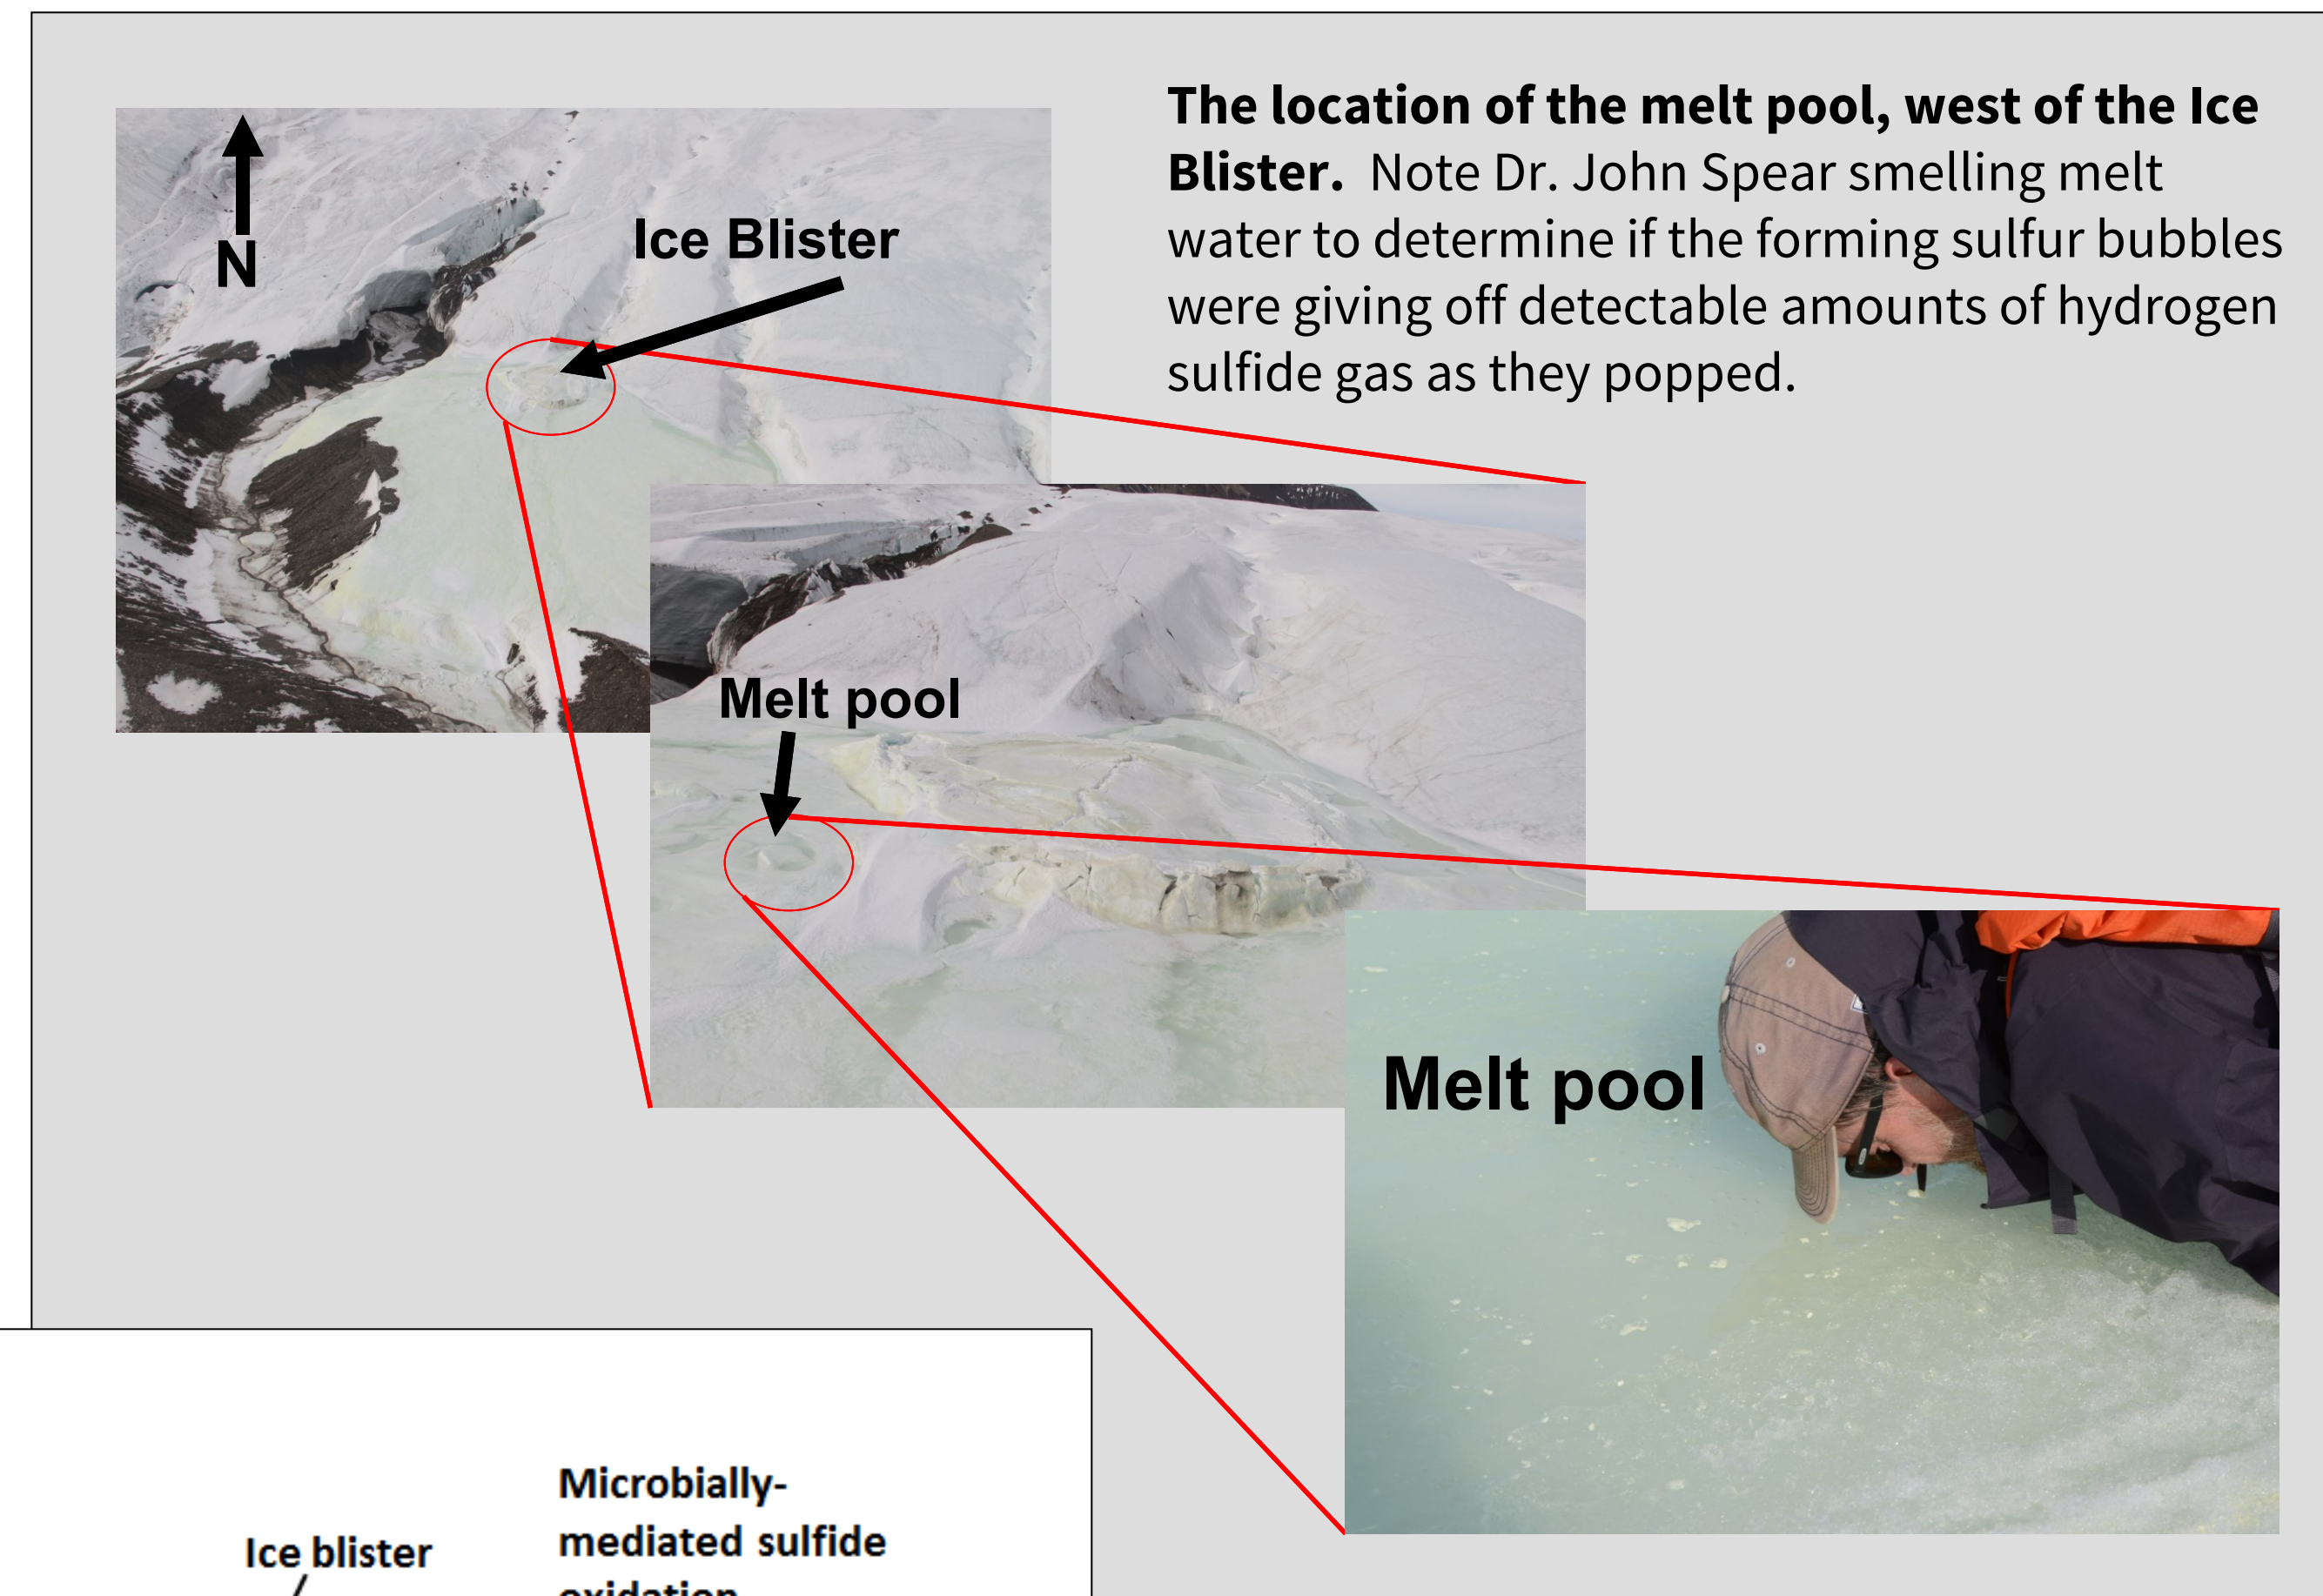 The location of the melt pool, west of the Ice
Blister. Note Dr. John Spear smelling melt
water to determine if the forming sulfur bubbles
were giving off detectable amounts of hydrogen
sulfide gas as they popped.
N
Ice Blister
Melt pool
Melt pool
Ice blister
Microbially-
mediated sulfide
oxidation